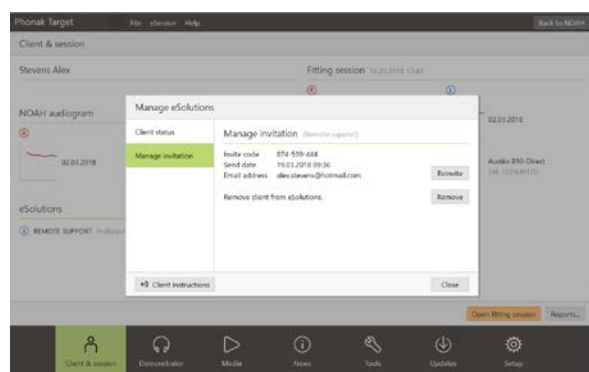 Phonak Target
File eService Help
Back to NOAH
Client & session
Stevens Alex
Fitting session
NOAH audiogram
02.03.2018
eSolutions
REMOTE SUPPORT
02.03.2018
Audéo B90-Direct
Manage eSolutions
Client status
Manage invitation
Manage invitation (Remote support)
Invite code 874-599-444
Send date 19.03.2018 09:36
Email address alex.stevens@hotmail.com
Reinvite
Remove client from eSolutions.
Remove
Client instructions
Close
Open fitting session
Reports...
Client & session
Demonstrator
Media
News
Tools
Updates
Setup